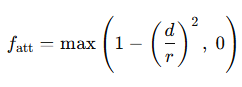 f_att = max(1 − (d/r)², 0)